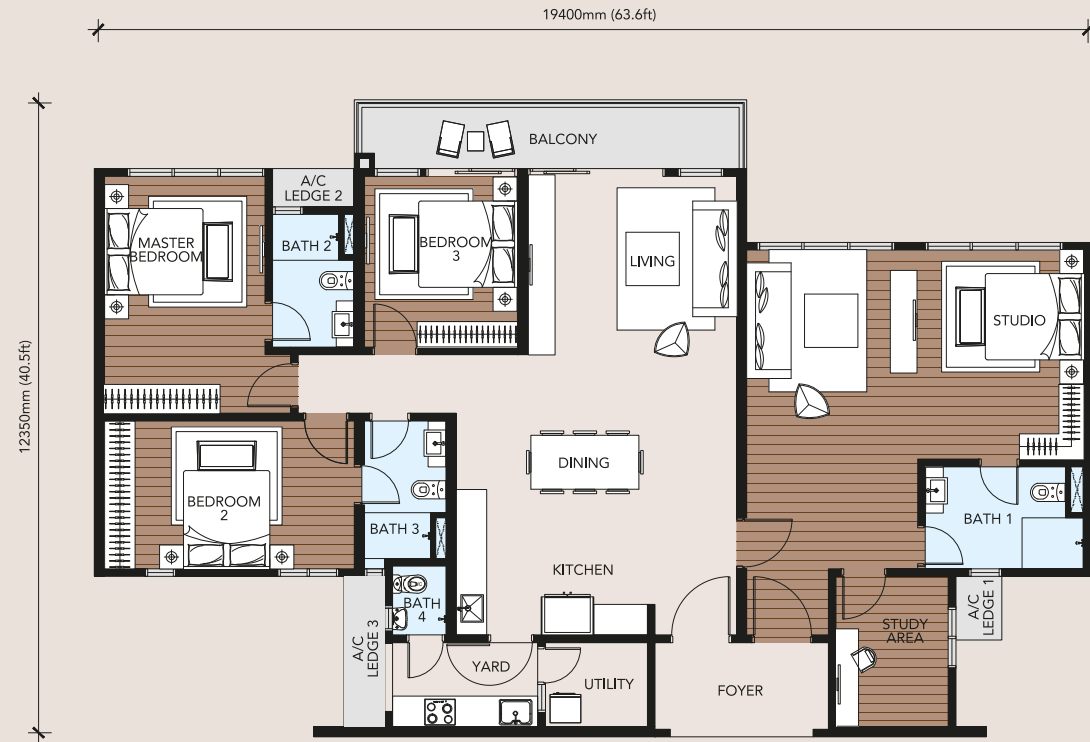 19400mm (63.6ft)
12350mm (40.5ft)
BALCONY
A/C
LEDGE 2
MASTER
BEDROOM
BATH 2
BEDROOM
3
LIVING
STUDIO
DINING
BEDROOM
2
BATH 3
BATH 1
KITCHEN
BATH
4
A/C
LEDGE 1
STUDY
AREA
A/C
LEDGE 3
YARD
UTILITY
FOYER